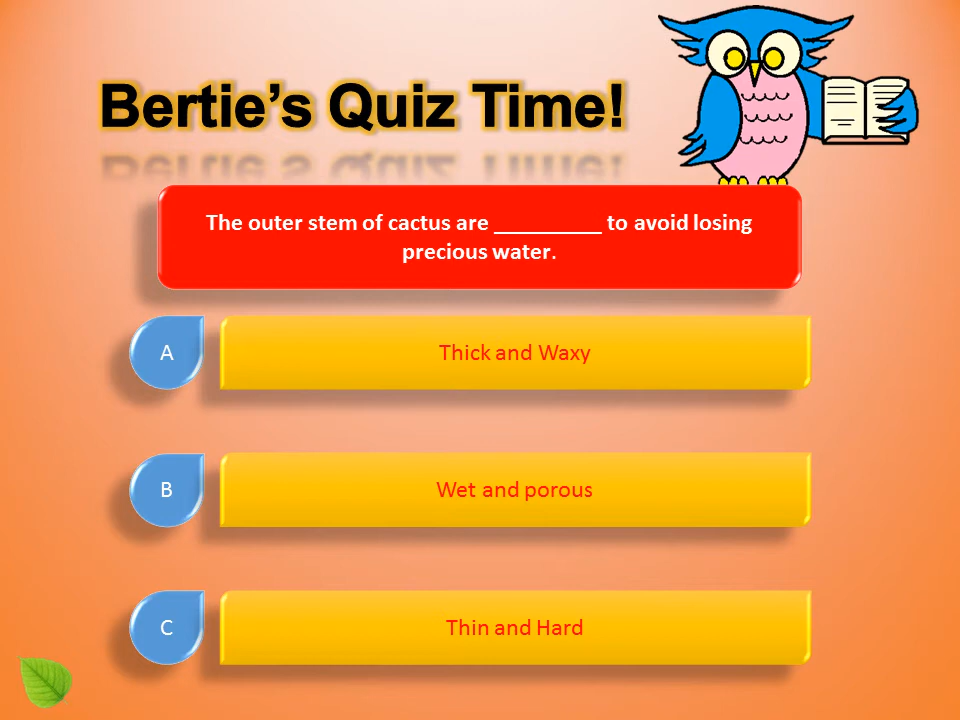 Bertie’s Quiz Time!
The outer stem of cactus are _________ to avoid losing
precious water.
A
Thick and Waxy
B
Wet and porous
C
Thin and Hard